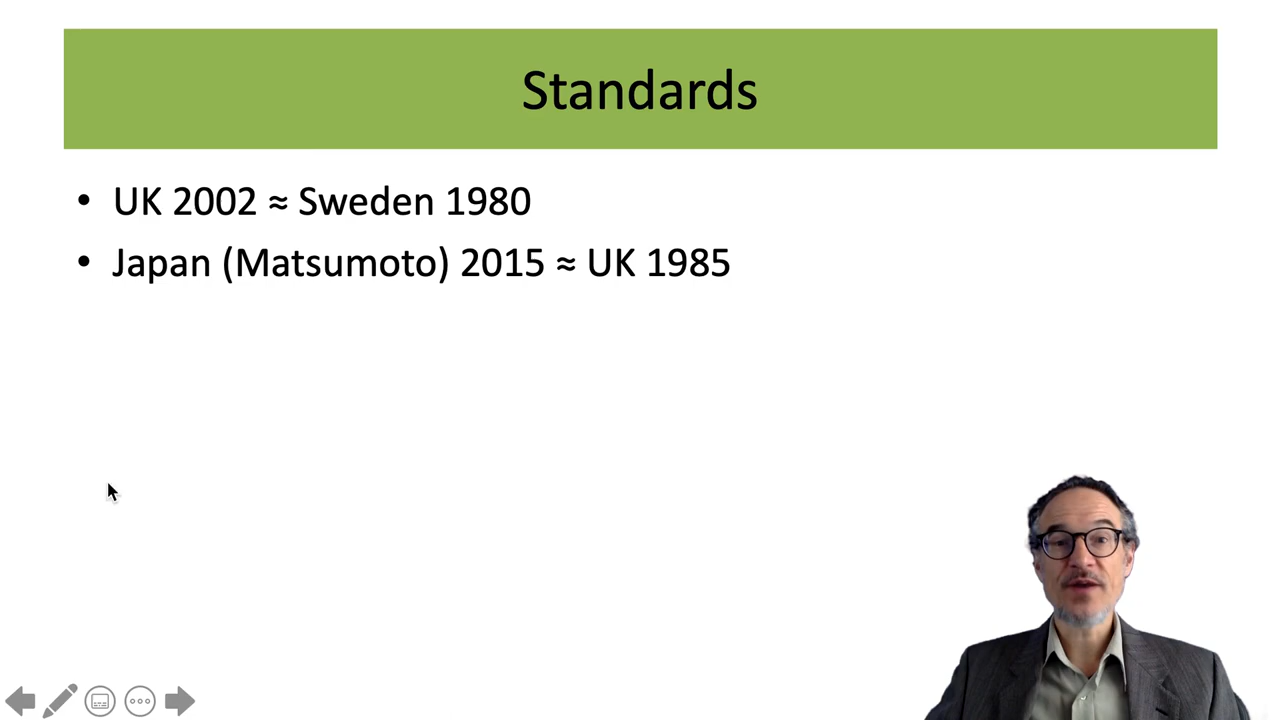 Standards
• UK 2002 ≈ Sweden 1980
• Japan (Matsumoto) 2015 ≈ UK 1985